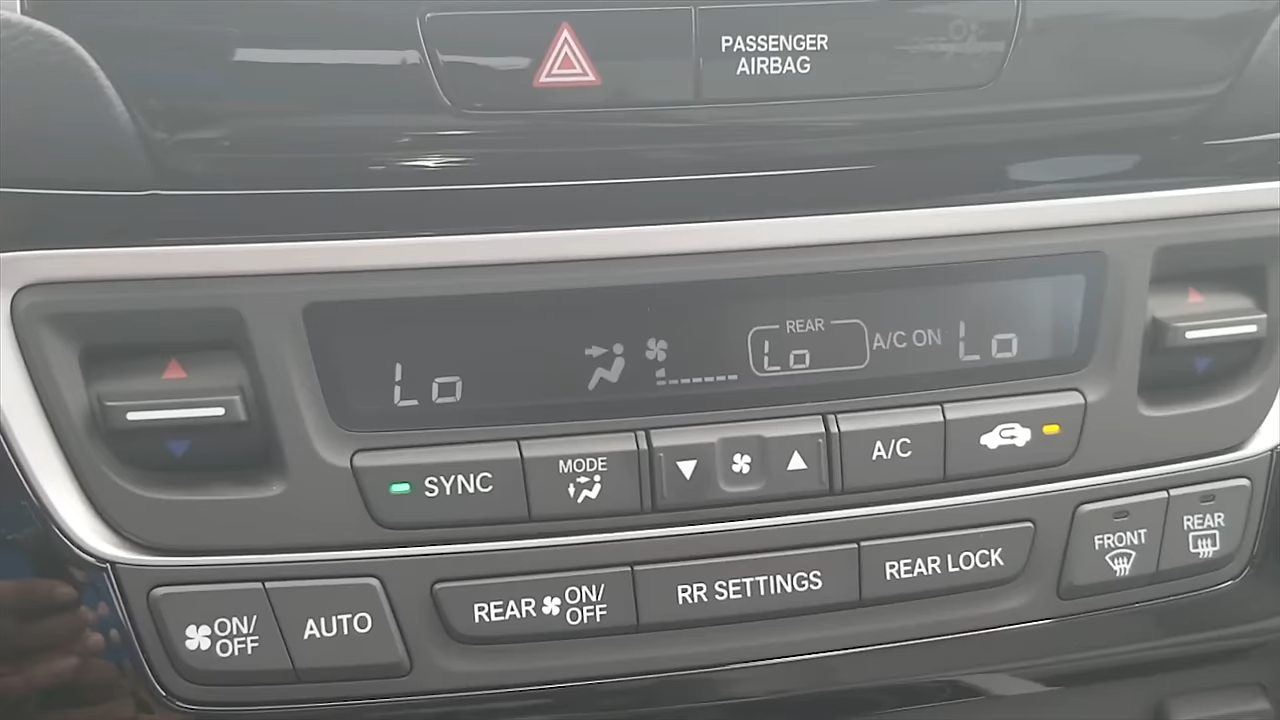 PASSENGER
AIRBAG
Lo
REAR
Lo
A/C ON
Lo
SYNC
MODE
A/C
ON/
OFF
AUTO
REAR ON/
OFF
RR SETTINGS
REAR LOCK
FRONT
REAR